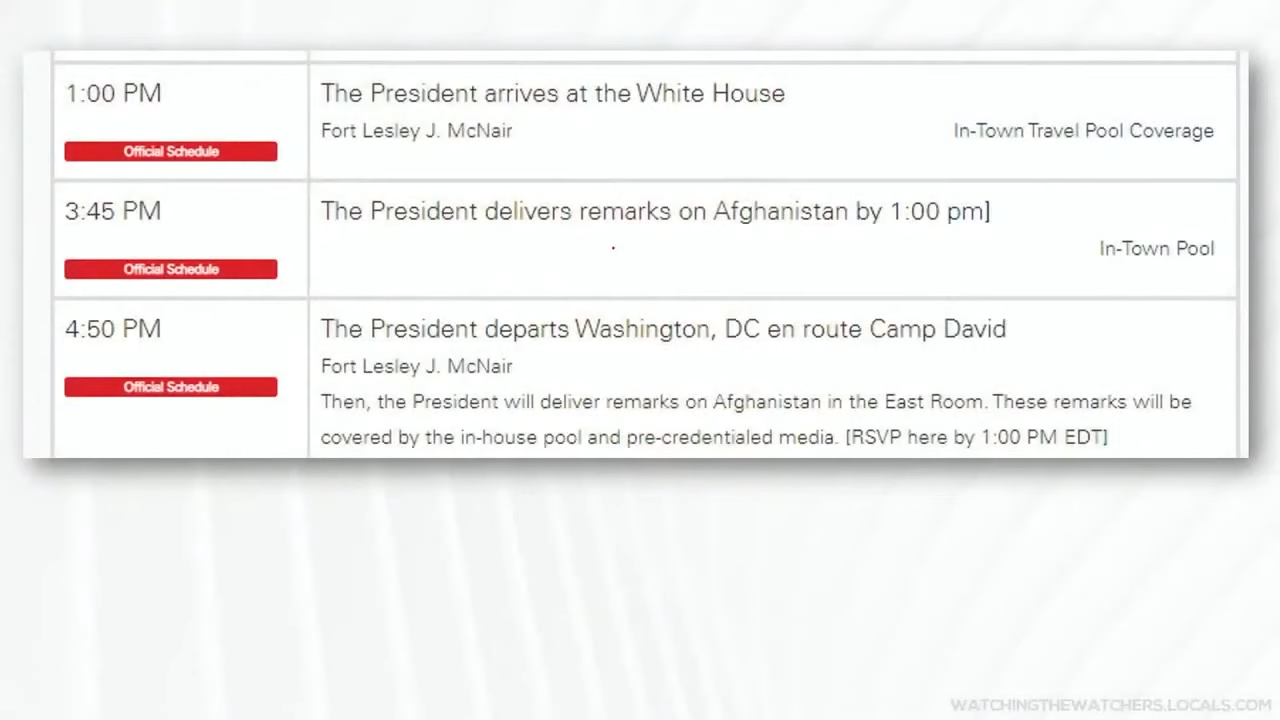 1:00 PM
The President arrives at the White House
Fort Lesley J. McNair
In-Town Travel Pool Coverage
Official Schedule
3:45 PM
The President delivers remarks on Afghanistan by 1:00 pm]
In-Town Pool
Official Schedule
4:50 PM
The President departs Washington, DC en route Camp David
Fort Lesley J. McNair
Official Schedule
Then, the President will deliver remarks on Afghanistan in the East Room. These remarks will be
covered by the in-house pool and pre-credentialed media. [RSVP here by 1:00 PM EDT]
WATCHINGTHEWATCHERS.LOCALS.COM